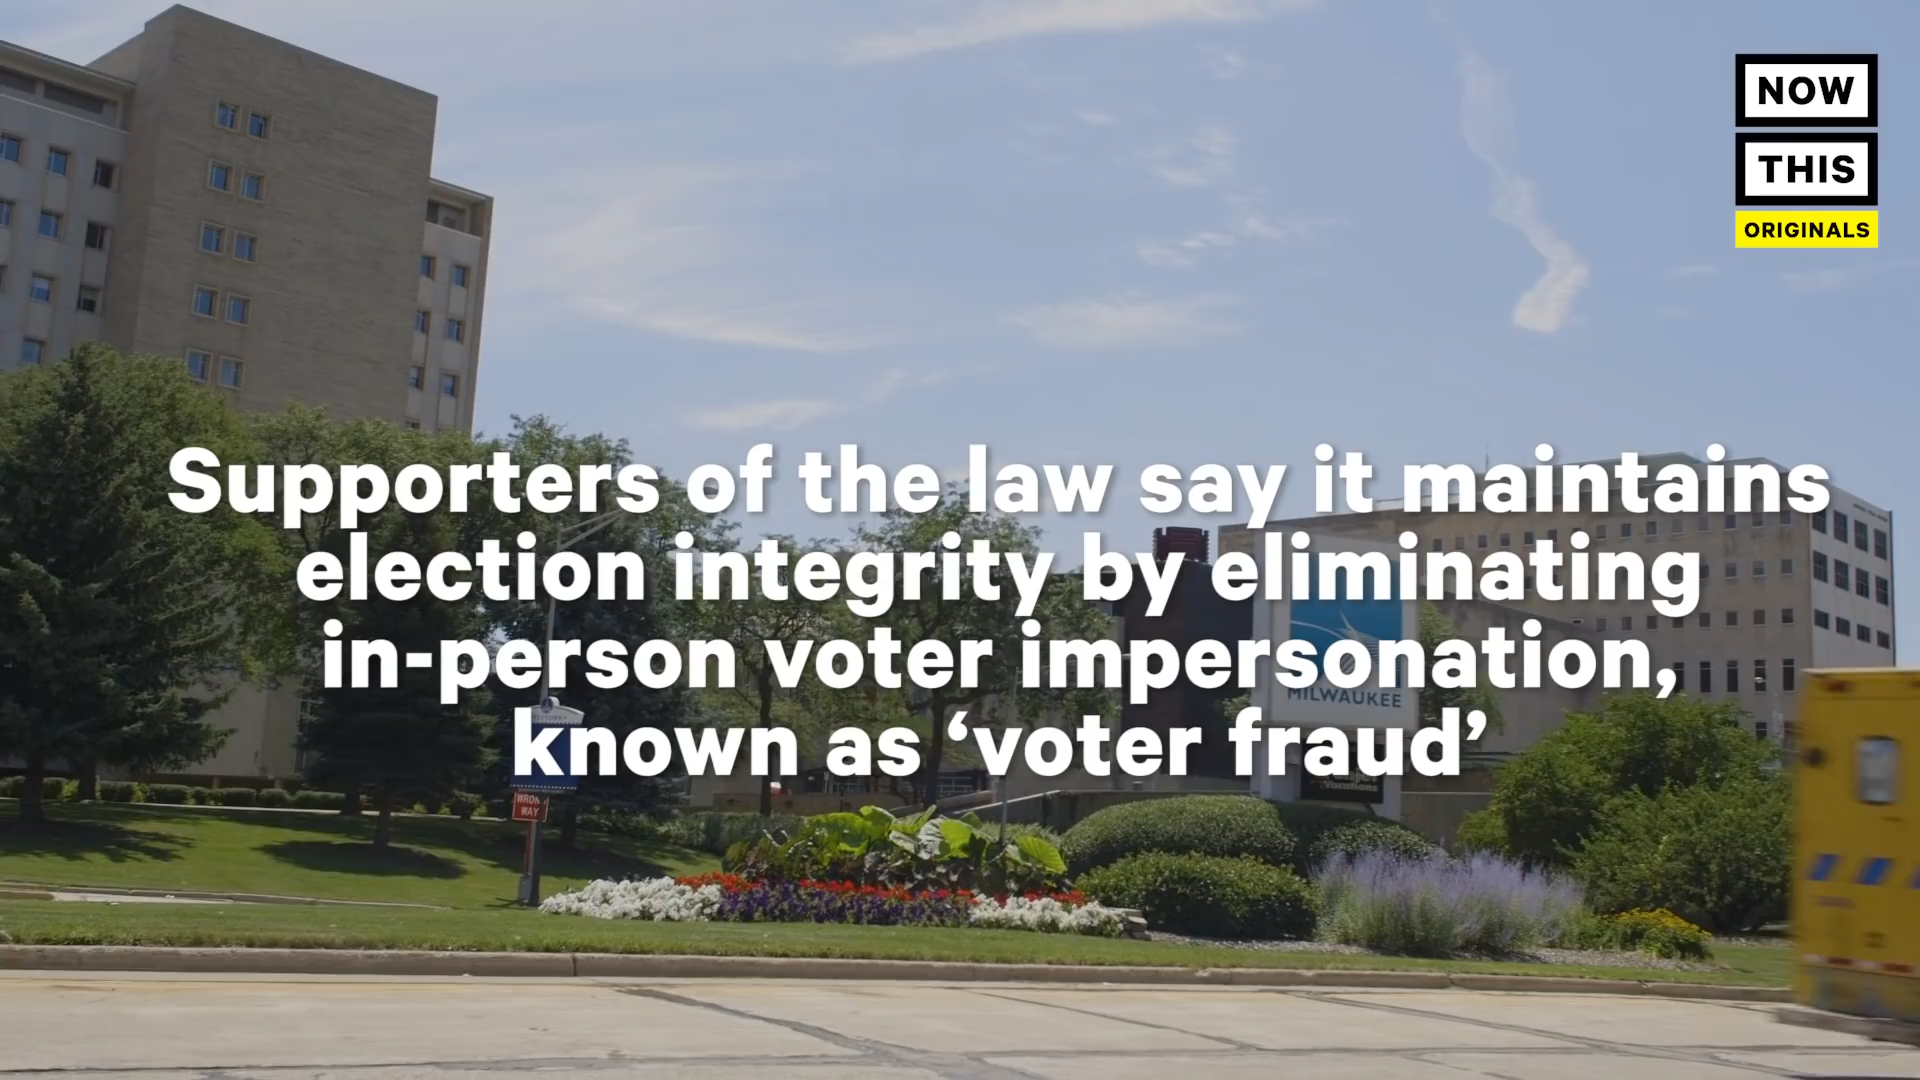 NOW
THIS
ORIGINALS
Supporters of the law say it maintains
election integrity by eliminating
in-person voter impersonation,
known as ‘voter fraud’
MILWAUKEE
Vacations
WRONG
WAY